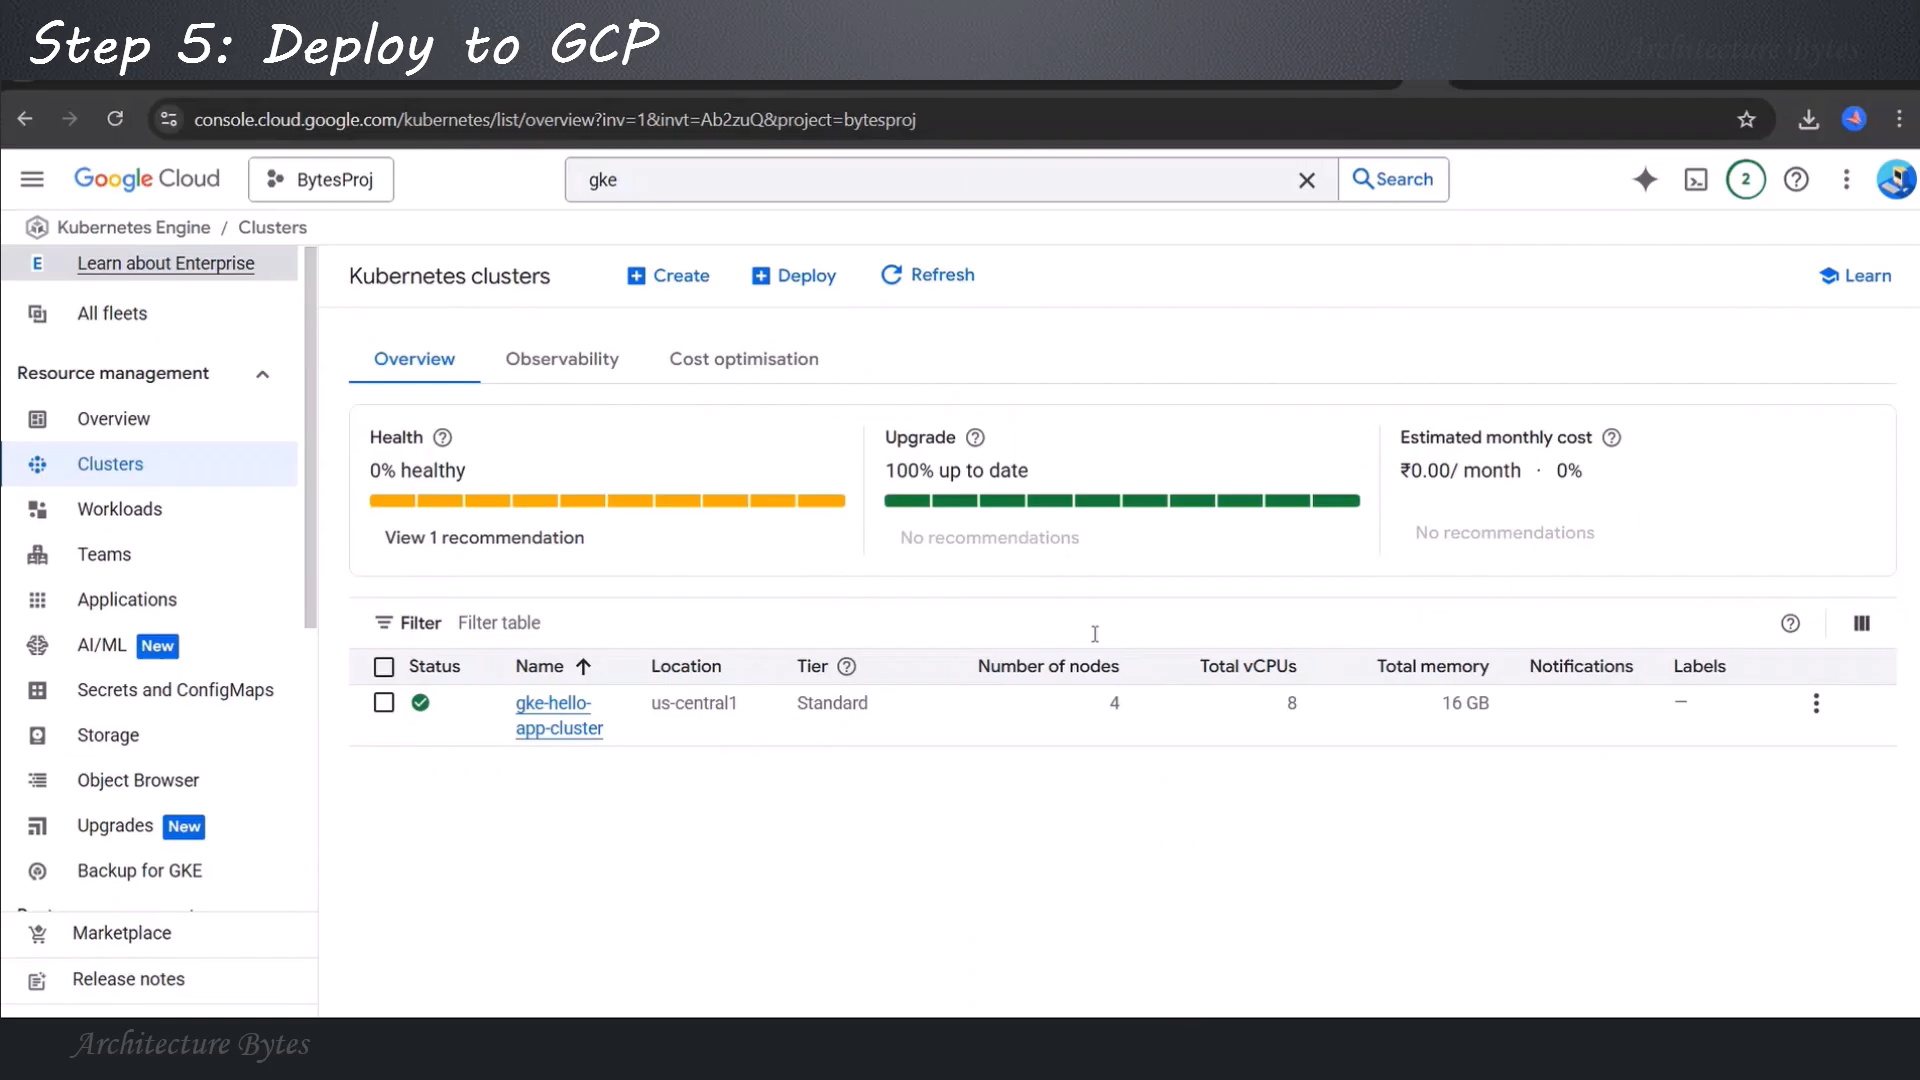 Step 5: Deploy to GCP
Architecture Bytes
console.cloud.google.com/kubernetes/list/overview?inv=1&invt=Ab2zuQ&project=bytesproj
Google Cloud
BytesProj
gke
Search
2
Kubernetes Engine / Clusters
E Learn about Enterprise
All fleets
Resource management
Overview
Clusters
Workloads
Teams
Applications
AI/ML New
Secrets and ConfigMaps
Storage
Object Browser
Upgrades New
Backup for GKE
Marketplace
Release notes
Kubernetes clusters
Create
Deploy
Refresh
Learn
Overview Observability Cost optimisation
Health
0% healthy
View 1 recommendation
Upgrade
100% up to date
No recommendations
Estimated monthly cost
₹0.00/ month · 0%
No recommendations
Filter Filter table
Status Name Location Tier Number of nodes Total vCPUs Total memory Notifications Labels
gke-hello- us-central1 Standard 4 8 16 GB —
app-cluster
Architecture Bytes